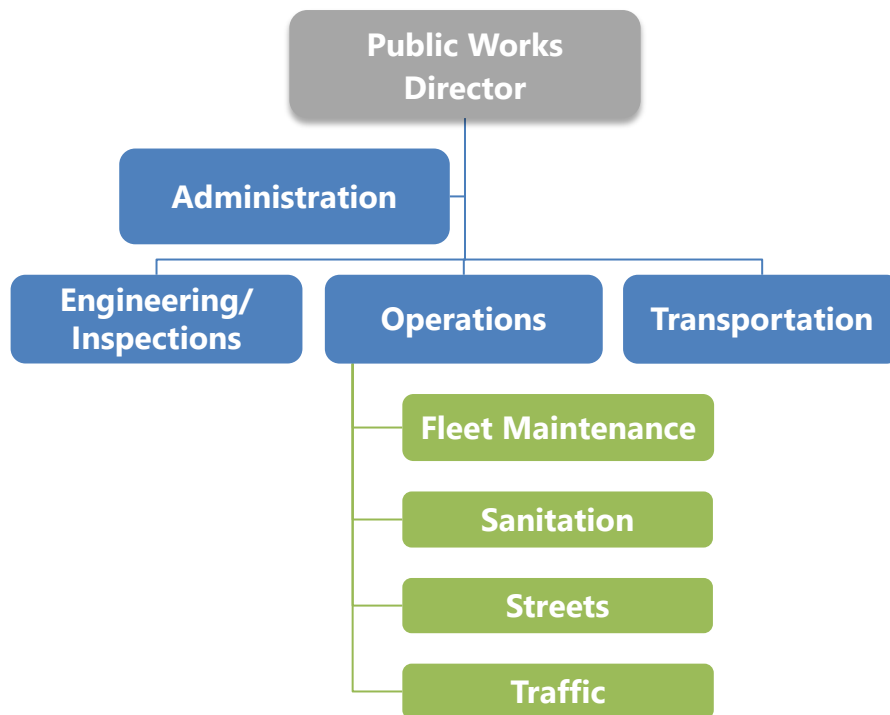 Public Works
Director
Administration
Engineering/
Inspections
Operations
Transportation
Fleet Maintenance
Sanitation
Streets
Traffic